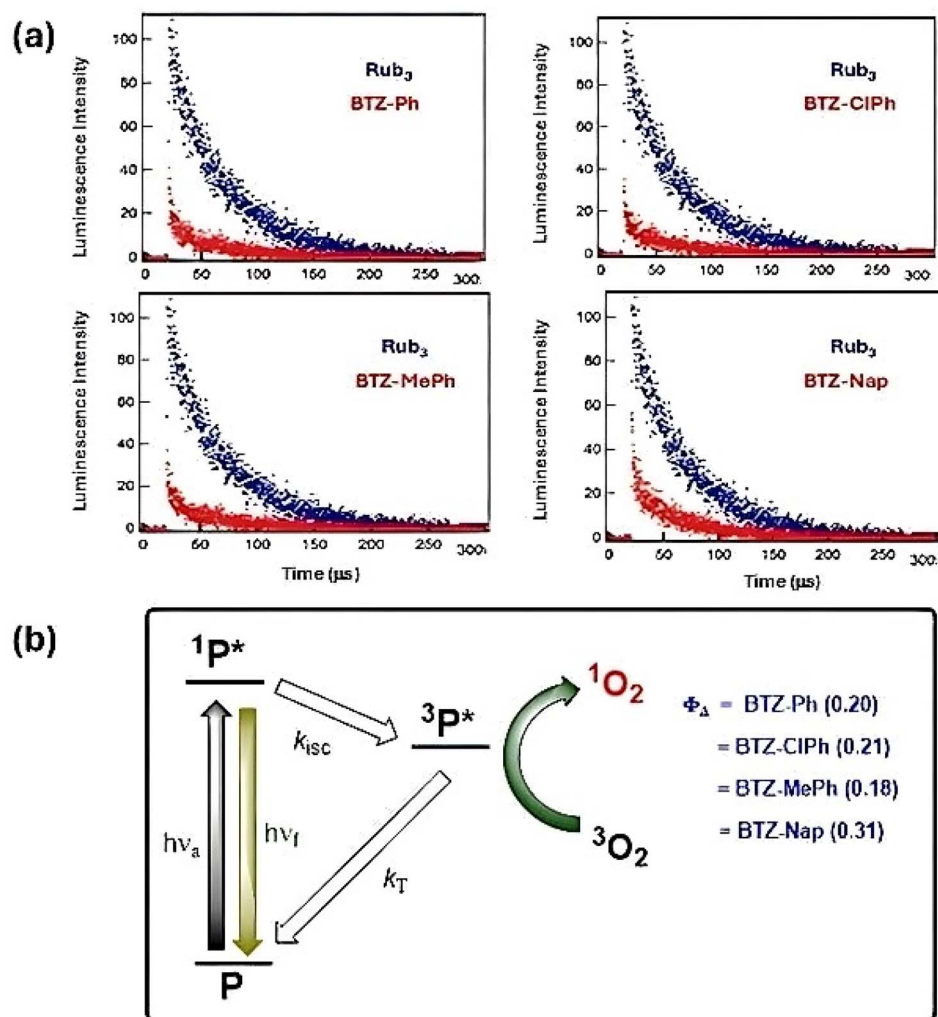 (a)
Luminescence Intensity
100
80
60
40
20
0
Rub₃
BTZ-Ph
0 50 100 150 200 250 300
Luminescence Intensity
100
80
60
40
20
0
Rub₃
BTZ-ClPh
0 50 100 150 200 250 300
Luminescence Intensity
100
80
60
40
20
0
Rub₃
BTZ-MePh
0 50 100 150 200 250 300
Time (µs)
Luminescence Intensity
100
80
60
40
20
0
Rub₃
BTZ-Nap
0 50 100 150 200 250 300
Time (µs)
(b)
¹P*
k_isc
³P*
¹O₂
³O₂
hν_a
hν_f
k_T
P
Φ_Δ = BTZ-Ph (0.20)
= BTZ-ClPh (0.21)
= BTZ-MePh (0.18)
= BTZ-Nap (0.31)